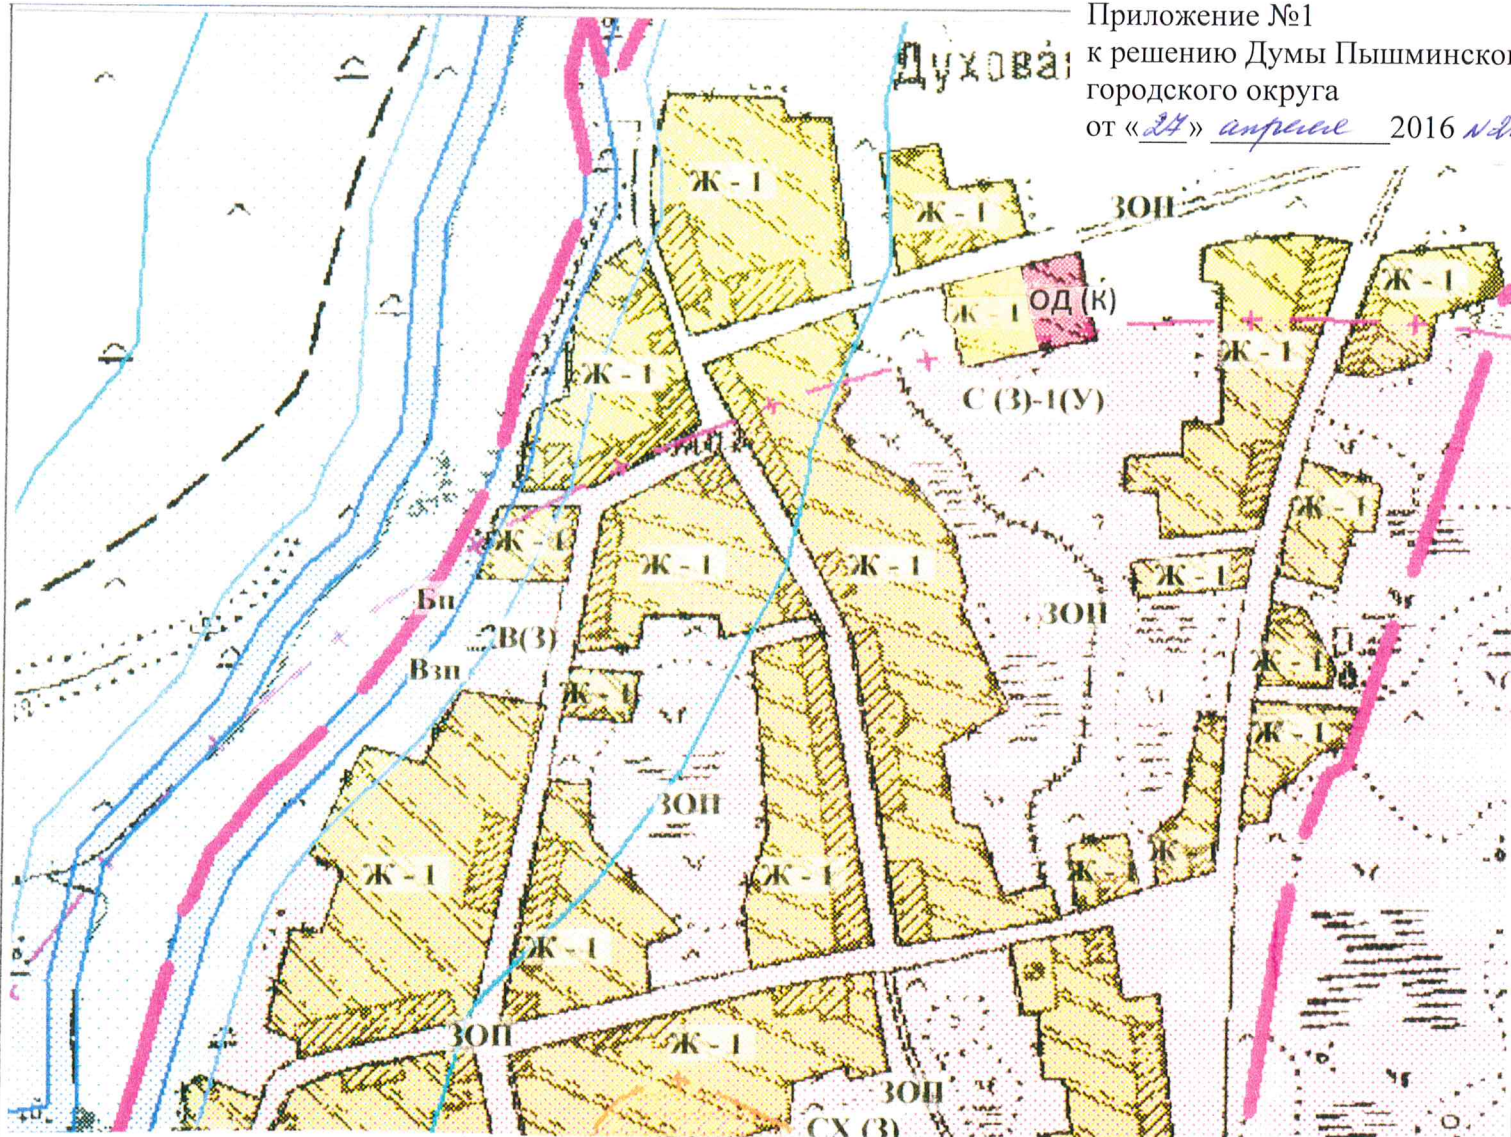 Приложение №1
к решению Думы Пышминског
городского округа
от «27» апреля 2016 №
Духовая
Ж - 1
Ж - 1
ЗОП
Ж - 1
ОД (К)
Ж - 1
Ж - 1
Ж - 1
С (З)-1(У)
Ж - 1
Ж - 1
Ж - 1
Ж - 1
Ж - 1
Ж - 1
Бп
ЗОП
В(З)
Взп
Ж - 1
Ж - 1
Ж - 1
ЗОП
Ж
Ж - 1
Ж - 1
Ж - 1
Ж - 1
ЗОП
Ж - 1
ЗОП
СХ (З)